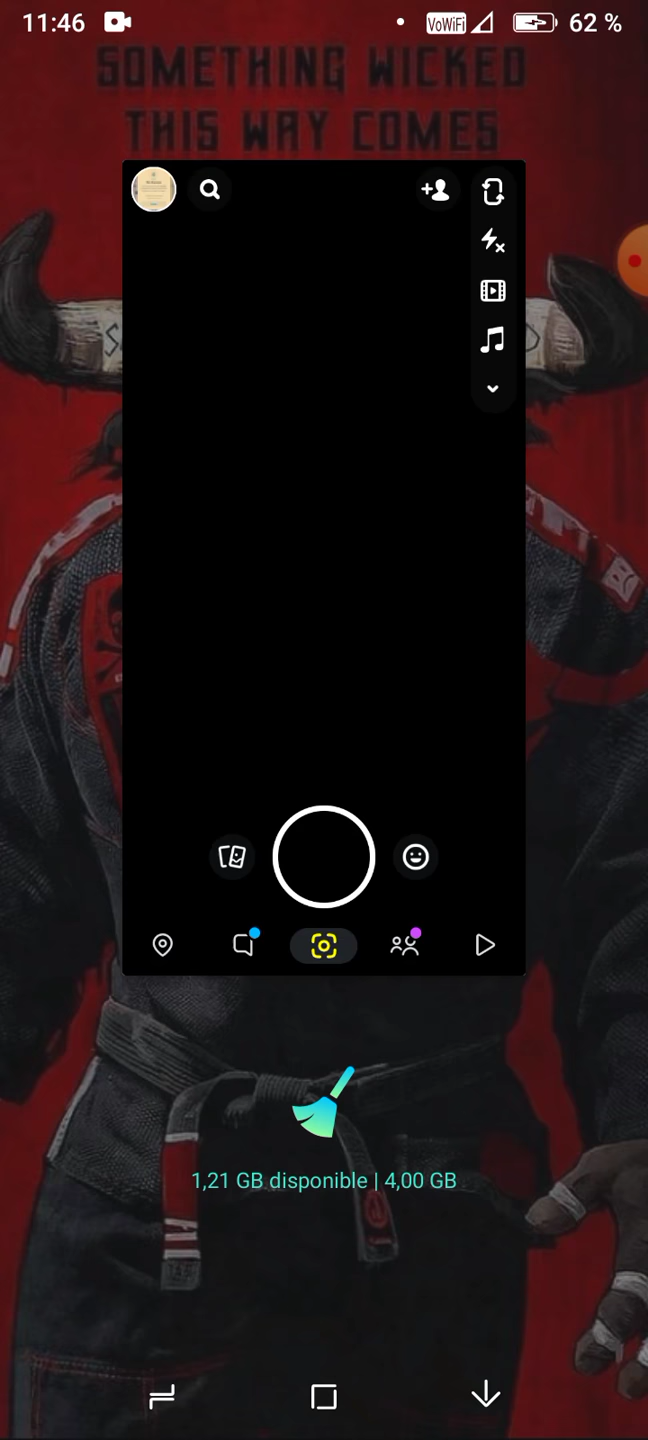 11:46
VoWiFi
62 %
SOMETHING WICKED
THIS WAY COMES
1,21 GB disponible | 4,00 GB